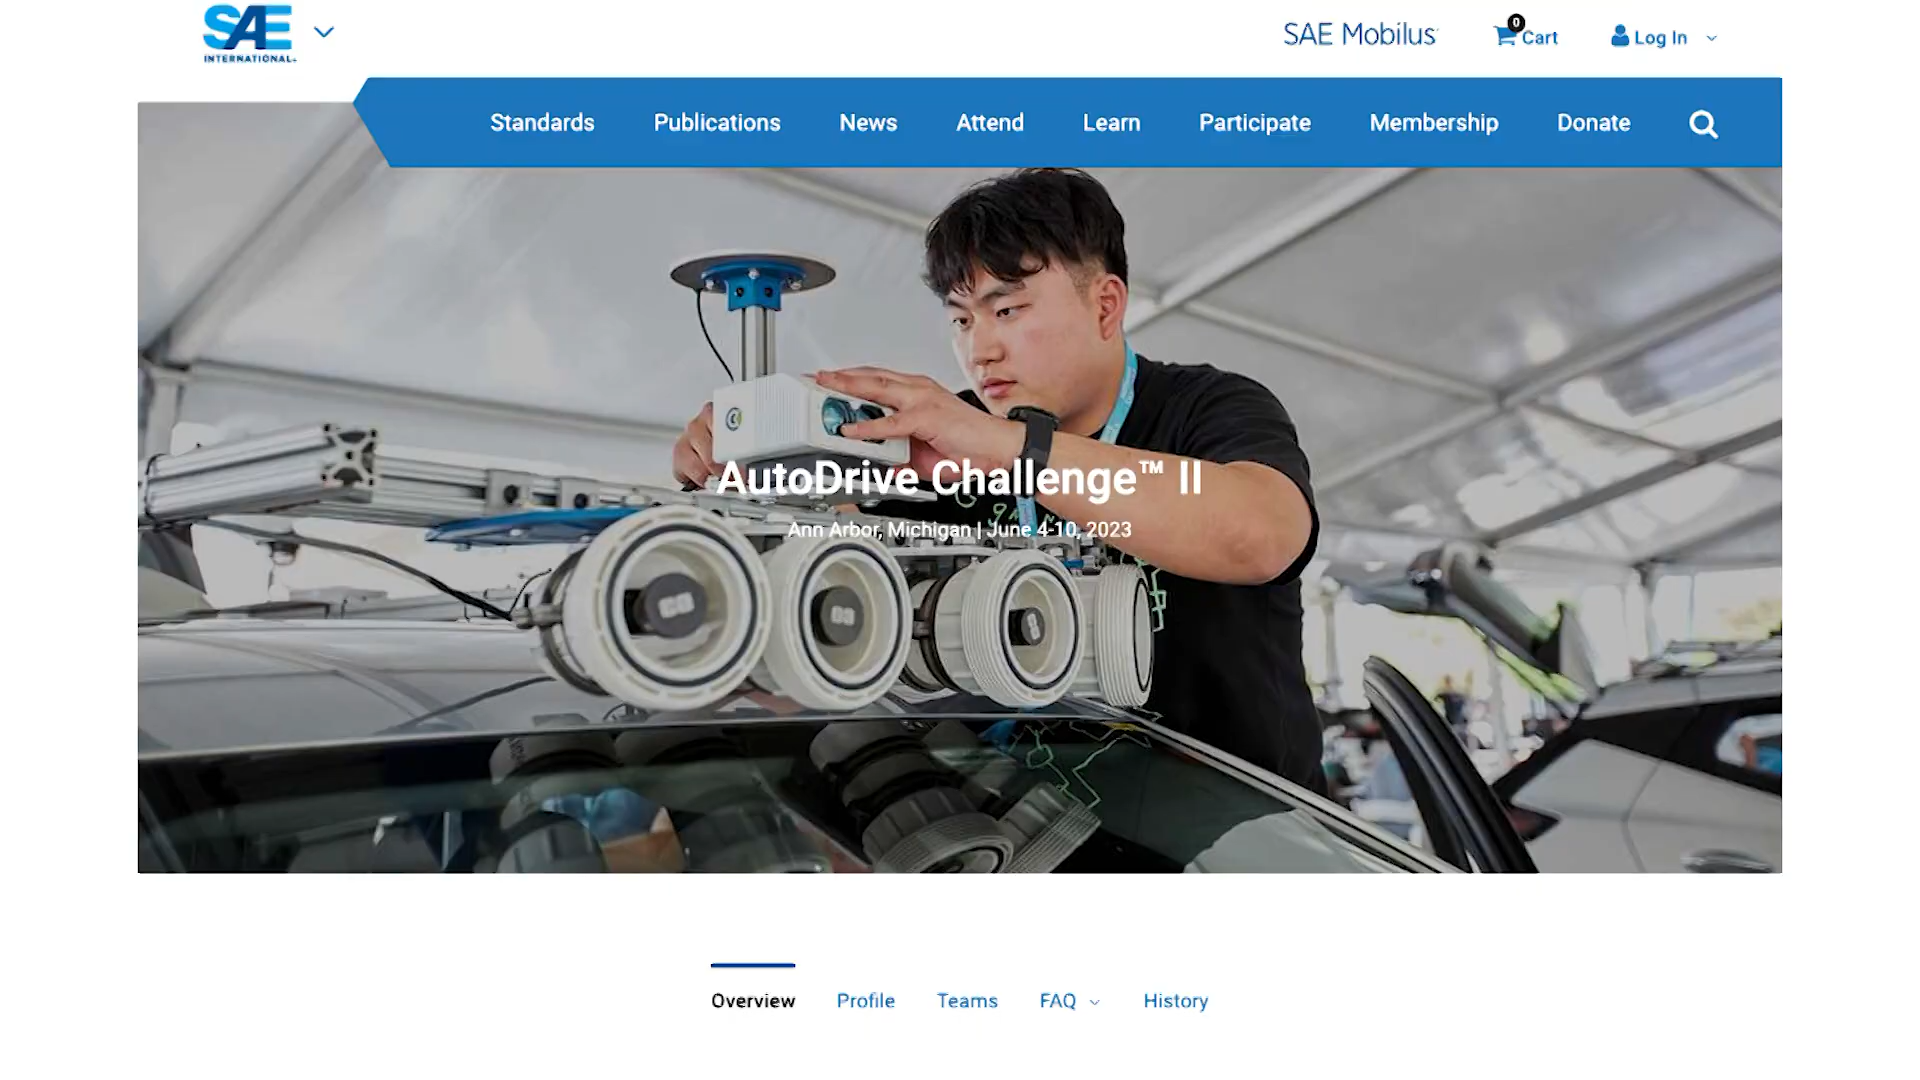 SAE
INTERNATIONAL
SAE Mobilus
0
Cart
Log In
Standards
Publications
News
Attend
Learn
Participate
Membership
Donate
AutoDrive Challenge™ II
Ann Arbor, Michigan | June 4-10, 2023
Overview
Profile
Teams
FAQ
History